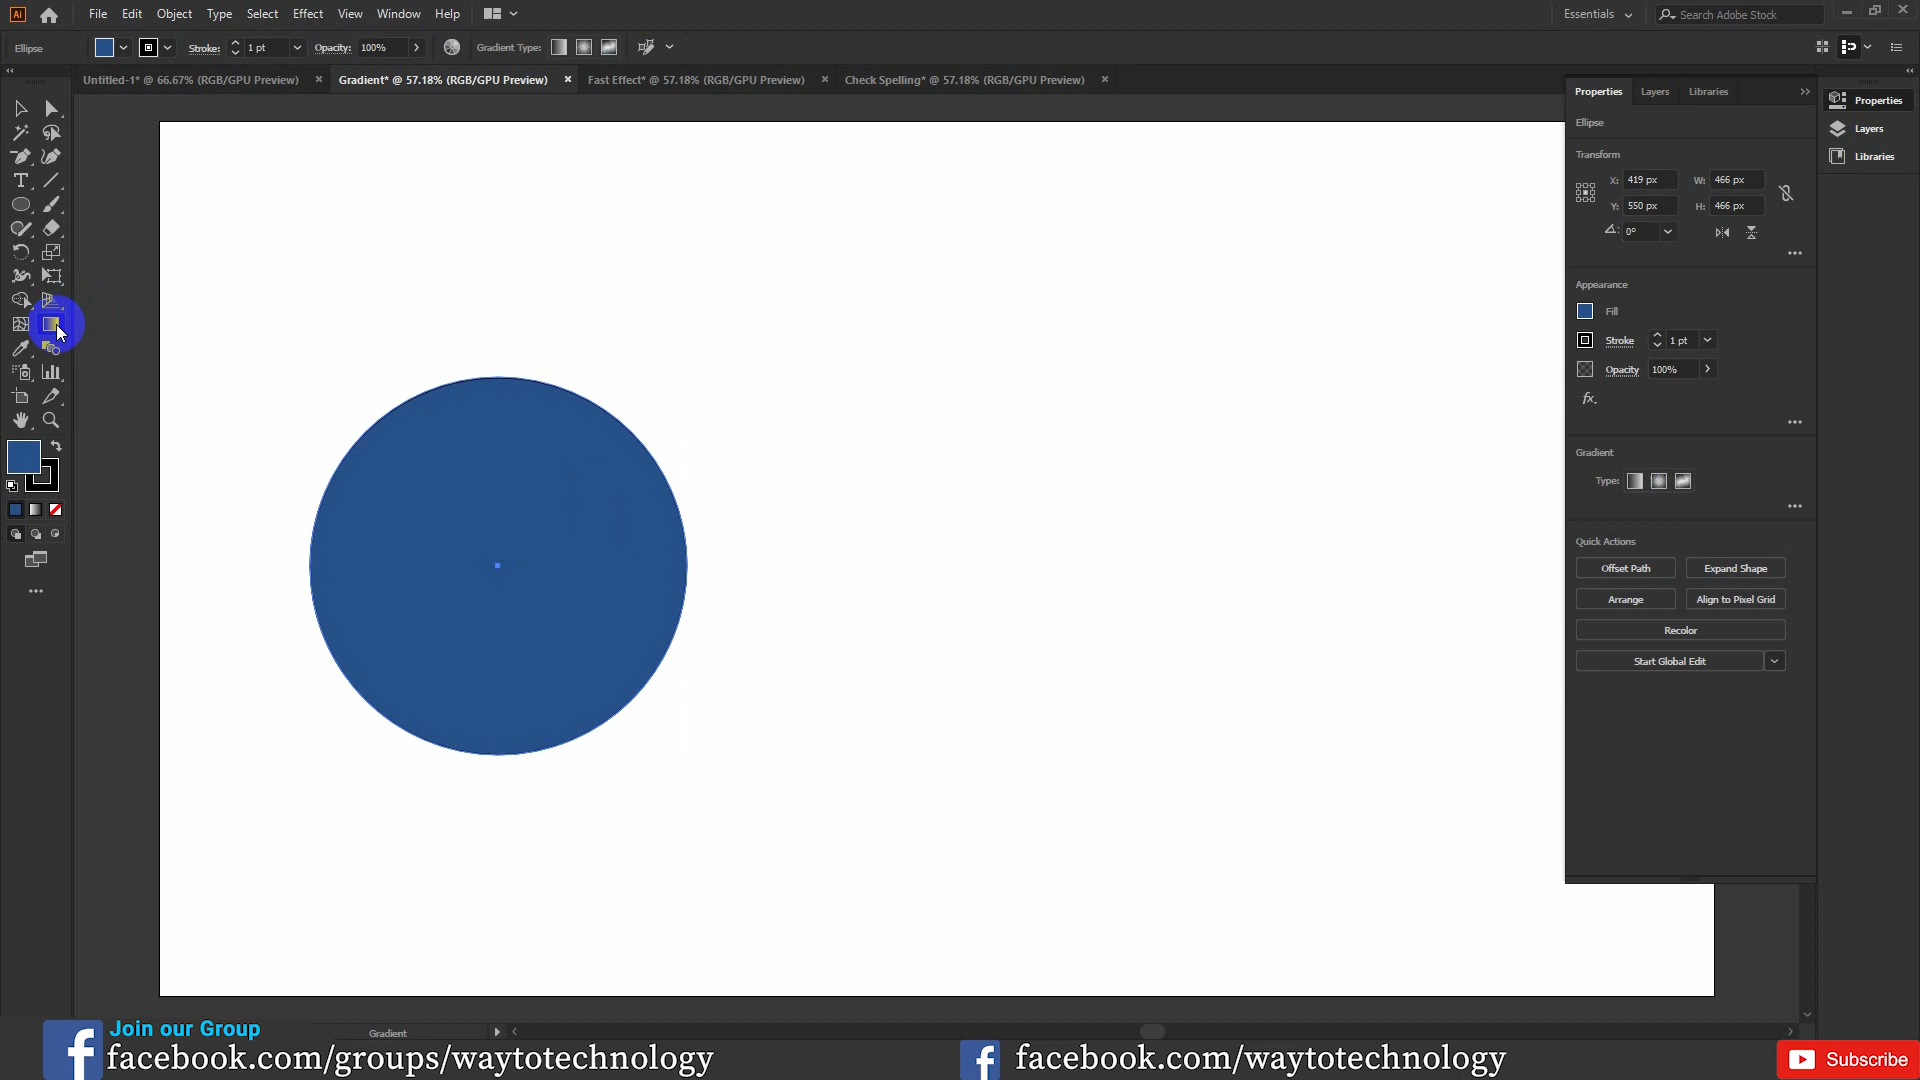 Ai File Edit Object Type Select Effect View Window Help Essentials Search Adobe Stock
Ellipse Stroke: 1 pt Opacity: 100% Gradient Type:
Untitled-1* @ 66.67% (RGB/GPU Preview) × Gradient* @ 57.18% (RGB/GPU Preview) × Fast Effect* @ 57.18% (RGB/GPU Preview) × Check Spelling* @ 57.18% (RGB/GPU Preview) ×
Properties Layers Libraries
Ellipse
Transform
X: 419 px W: 466 px
Y: 550 px H: 466 px
0°
Appearance
Fill
Stroke 1 pt
Opacity 100%
fx.
Gradient
Type:
Quick Actions
Offset Path Expand Shape
Arrange Align to Pixel Grid
Recolor
Start Global Edit
Properties
Layers
Libraries
Gradient
Join our Group
facebook.com/groups/waytotechnology
facebook.com/waytotechnology
Subscribe